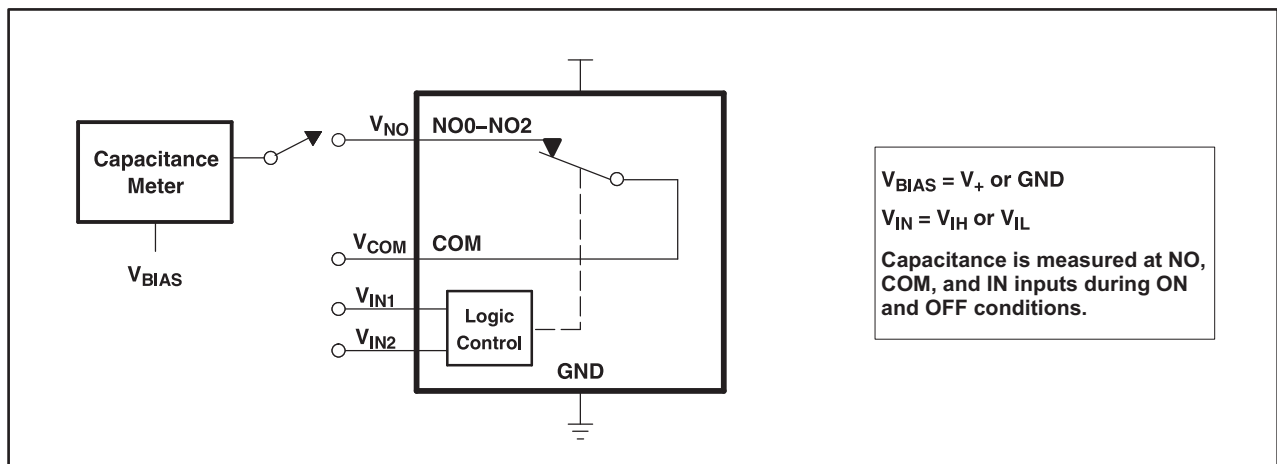 Capacitance
Meter
V_BIAS
V_NO
NO0–NO2
V_COM
COM
V_IN1
V_IN2
Logic
Control
GND
V_BIAS = V_+ or GND
V_IN = V_IH or V_IL
Capacitance is measured at NO,
COM, and IN inputs during ON
and OFF conditions.